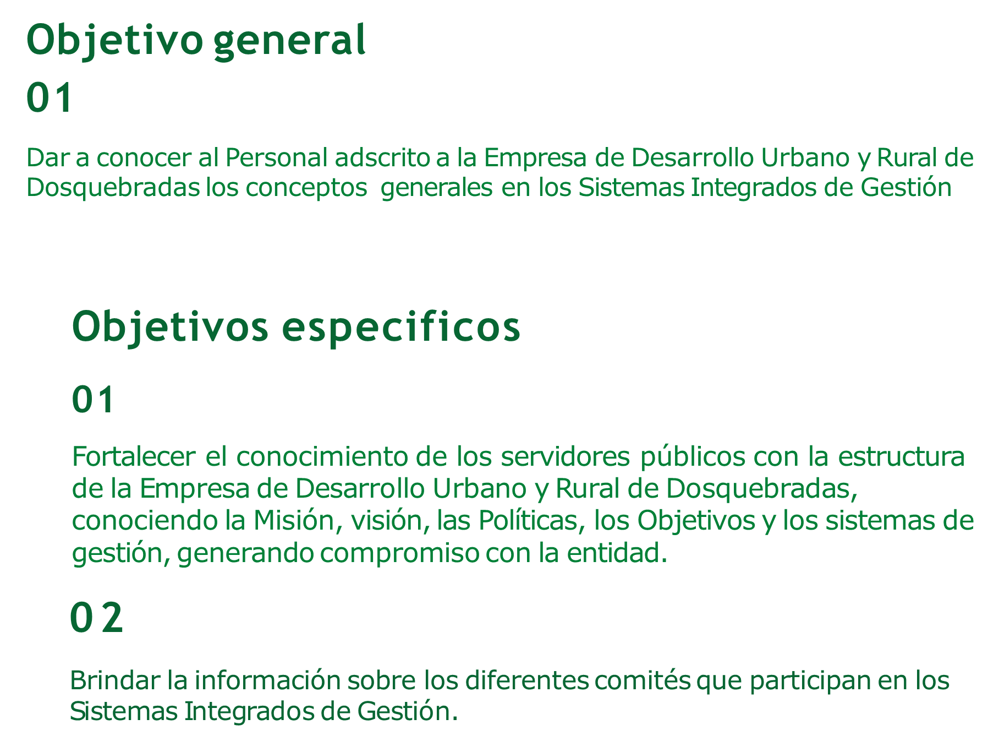 Objetivo general
01
Dar a conocer al Personal adscrito a la Empresa de Desarrollo Urbano y Rural de
Dosquebradas los conceptos generales en los Sistemas Integrados de Gestión
Objetivos especificos
01
Fortalecer el conocimiento de los servidores públicos con la estructura
de la Empresa de Desarrollo Urbano y Rural de Dosquebradas,
conociendo la Misión, visión, las Políticas, los Objetivos y los sistemas de
gestión, generando compromiso con la entidad.
02
Brindar la información sobre los diferentes comités que participan en los
Sistemas Integrados de Gestión.